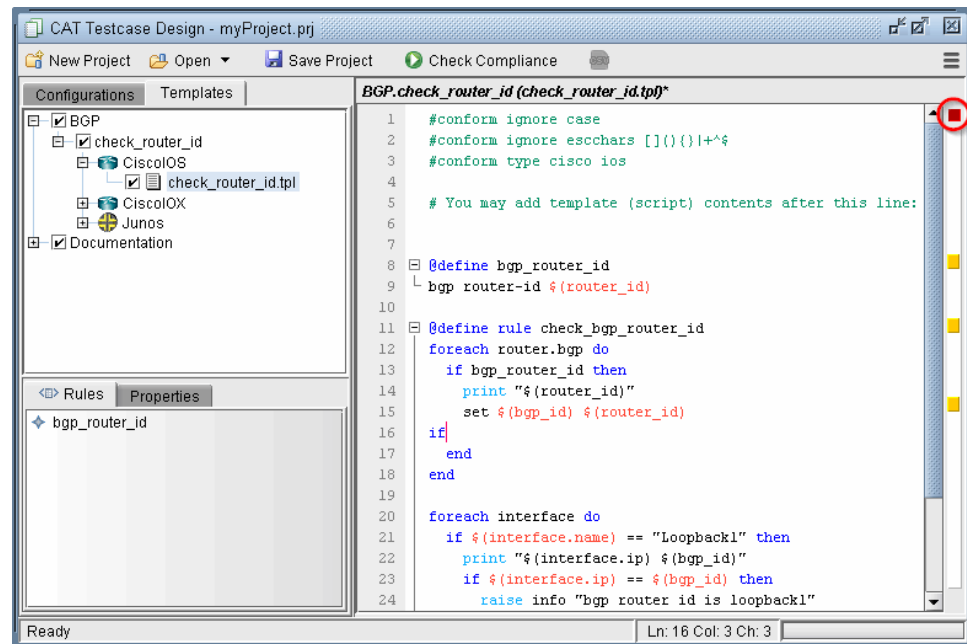 CAT Testcase Design - myProject.prj
New Project Open Save Project Check Compliance
Configurations Templates
BGP
check_router_id
CiscoIOS
check_router_id.tpl
CiscoIOX
Junos
Documentation
Rules Properties
bgp_router_id
BGP.check_router_id (check_router_id.tpl)*
1 #conform ignore case
2 #conform ignore escchars [](){}|+^$
3 #conform type cisco ios
4
5 # You may add template (script) contents after this line:
6
7
8 @define bgp_router_id
9 bgp router-id $(router_id)
10
11 @define rule check_bgp_router_id
12 foreach router.bgp do
13 if bgp_router_id then
14 print "$(router_id)"
15 set $(bgp_id) $(router_id)
16 if
17 end
18 end
19
20 foreach interface do
21 if $(interface.name) == "Loopback1" then
22 print "$(interface.ip) $(bgp_id)"
23 if $(interface.ip) == $(bgp_id) then
24 raise info "bgp router id is loopback1"
Ready
Ln: 16 Col: 3 Ch: 3